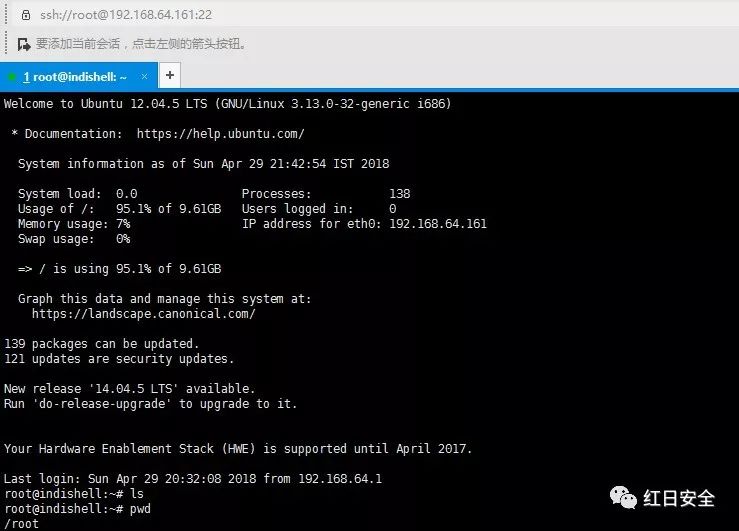 ssh://root@192.168.64.161:22
要添加当前会话，点击左侧的箭头按钮。
1 root@indishell: ~ × +
Welcome to Ubuntu 12.04.5 LTS (GNU/Linux 3.13.0-32-generic i686)
* Documentation:  https://help.ubuntu.com/
System information as of Sun Apr 29 21:42:54 IST 2018
System load:  0.0               Processes:           138
Usage of /:   95.1% of 9.61GB   Users logged in:     0
Memory usage: 7%                IP address for eth0: 192.168.64.161
Swap usage:   0%
=> / is using 95.1% of 9.61GB
Graph this data and manage this system at:
https://landscape.canonical.com/
139 packages can be updated.
121 updates are security updates.
New release '14.04.5 LTS' available.
Run 'do-release-upgrade' to upgrade to it.
Your Hardware Enablement Stack (HWE) is supported until April 2017.
Last login: Sun Apr 29 20:32:08 2018 from 192.168.64.1
root@indishell:~# ls
root@indishell:~# pwd
/root
红日安全